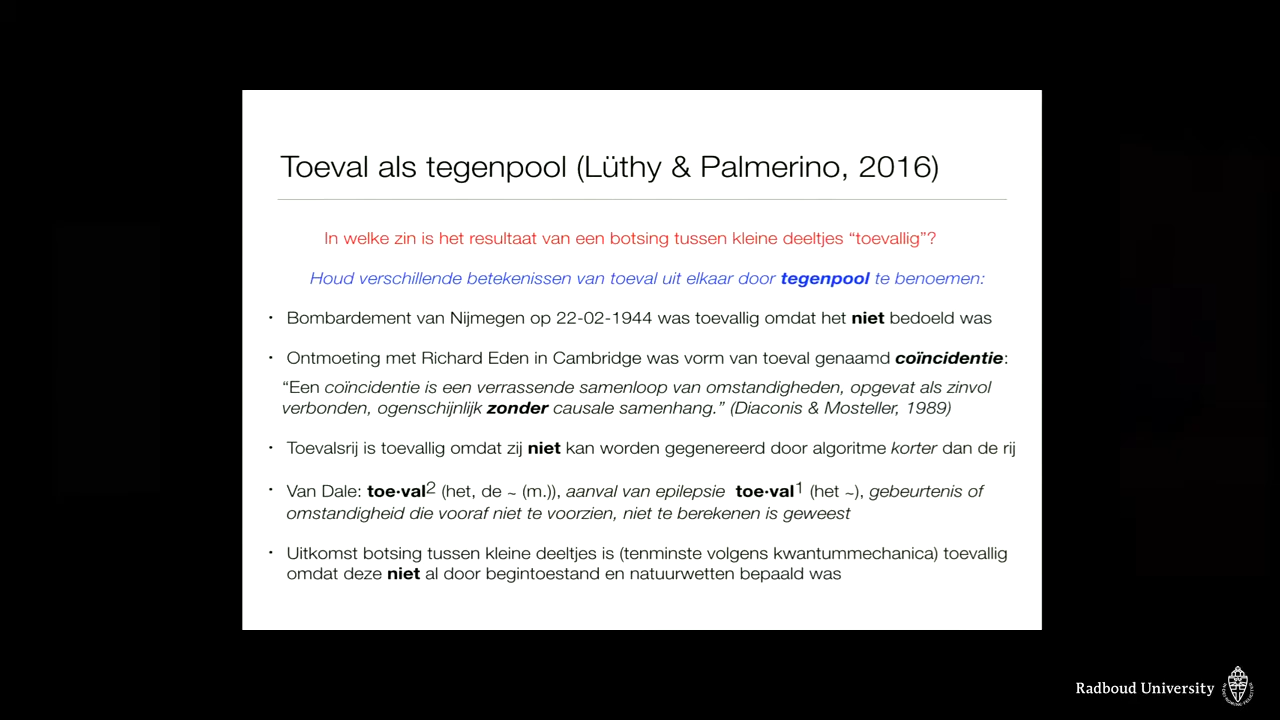 Toeval als tegenpool (Lüthy & Palmerino, 2016)
In welke zin is het resultaat van een botsing tussen kleine deeltjes “toevallig”?
Houd verschillende betekenissen van toeval uit elkaar door tegenpool te benoemen:
• Bombardement van Nijmegen op 22-02-1944 was toevallig omdat het niet bedoeld was
• Ontmoeting met Richard Eden in Cambridge was vorm van toeval genaamd coïncidentie:
“Een coïncidentie is een verrassende samenloop van omstandigheden, opgevat als zinvol
verbonden, ogenschijnlijk zonder causale samenhang.” (Diaconis & Mosteller, 1989)
• Toevalsrij is toevallig omdat zij niet kan worden gegenereerd door algoritme korter dan de rij
• Van Dale: toe·val2 (het, de ~ (m.)), aanval van epilepsie toe·val1 (het ~), gebeurtenis of
omstandigheid die vooraf niet te voorzien, niet te berekenen is geweest
• Uitkomst botsing tussen kleine deeltjes is (tenminste volgens kwantummechanica) toevallig
omdat deze niet al door begintoestand en natuurwetten bepaald was
Radboud University